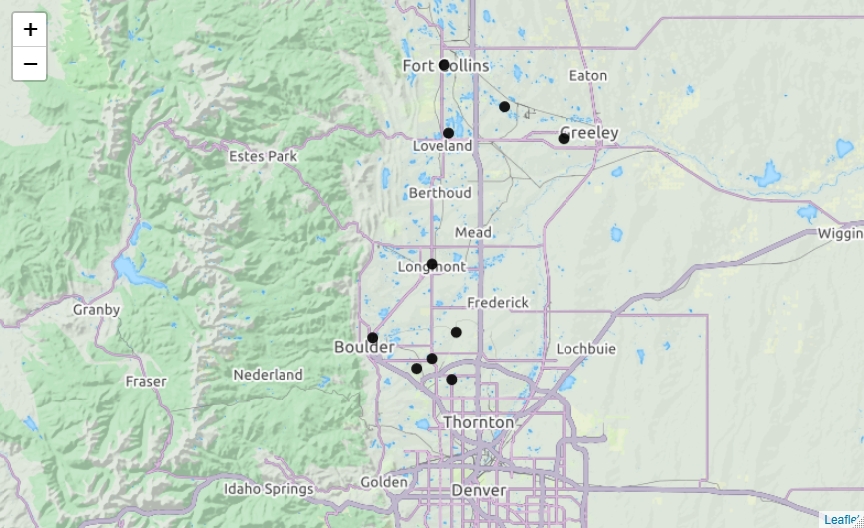 +
−
Fort Collins
Eaton
Greeley
Loveland
Estes Park
Berthoud
Mead
Wiggin
Longmont
Frederick
Granby
Boulder
Lochbuie
Nederland
Fraser
Thornton
Golden
Idaho Springs
Denver
Leafle